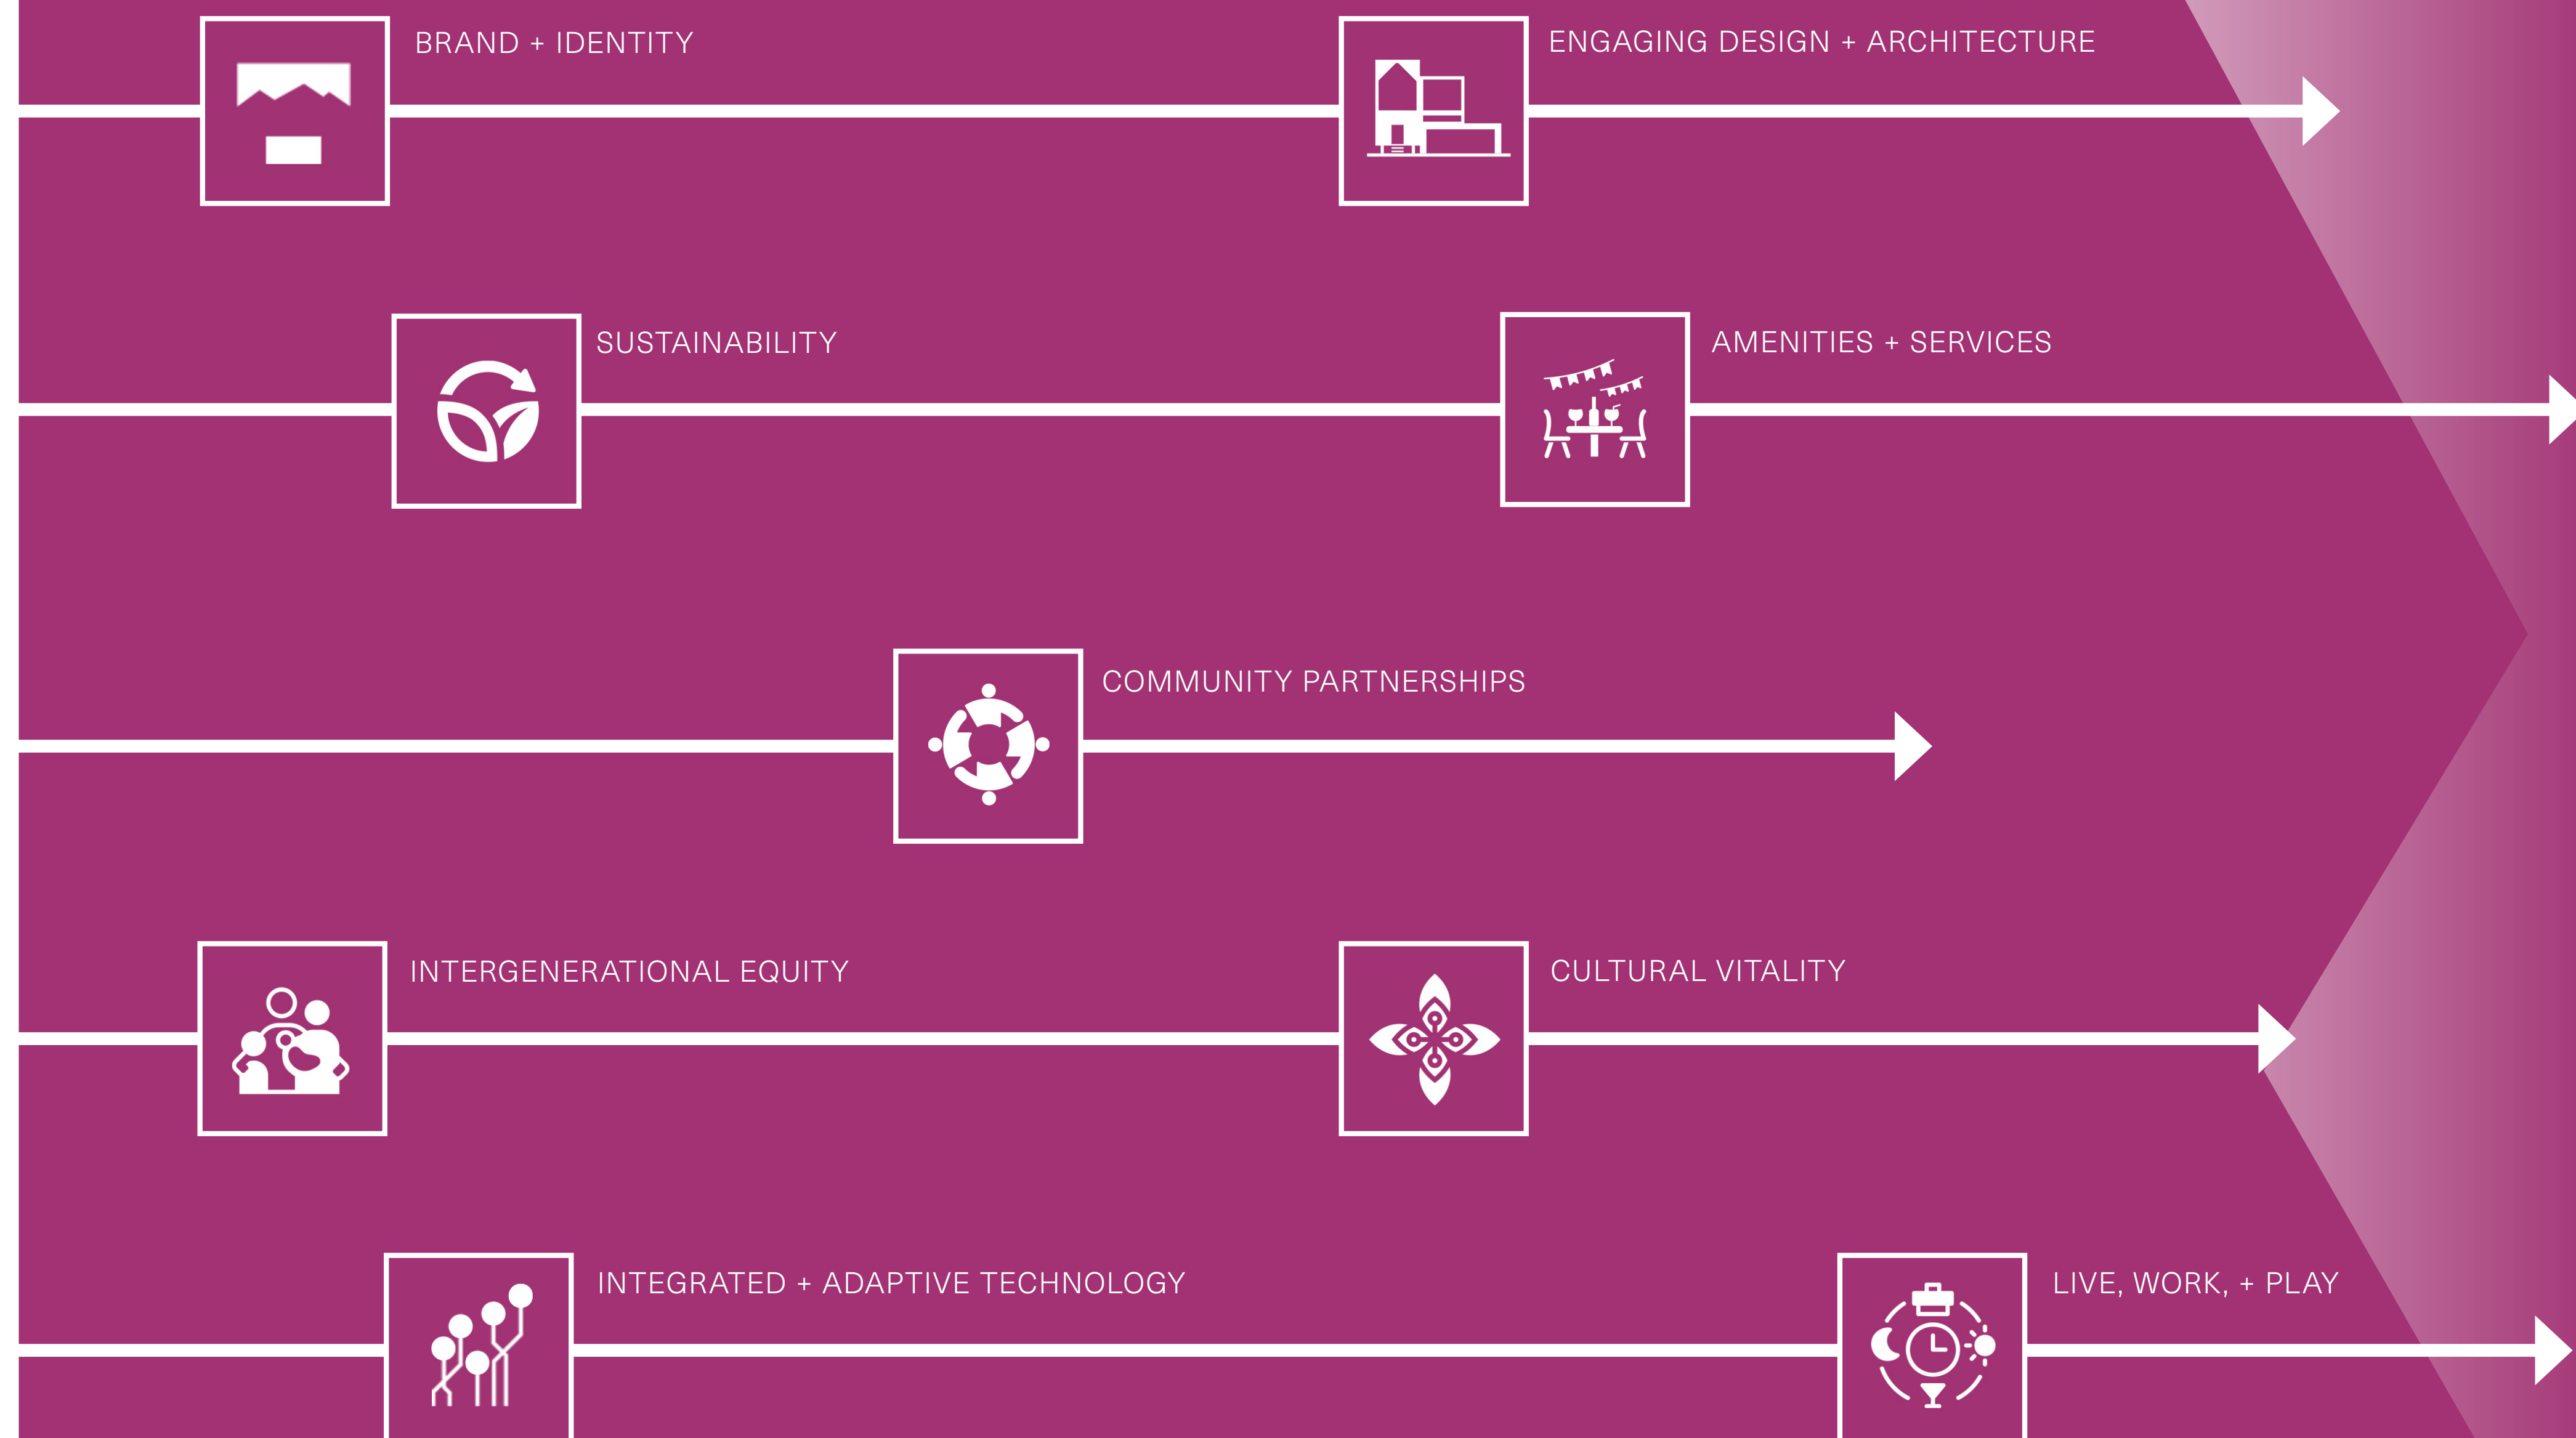 BRAND + IDENTITY
ENGAGING DESIGN + ARCHITECTURE
SUSTAINABILITY
AMENITIES + SERVICES
COMMUNITY PARTNERSHIPS
INTERGENERATIONAL EQUITY
CULTURAL VITALITY
INTEGRATED + ADAPTIVE TECHNOLOGY
LIVE, WORK, + PLAY